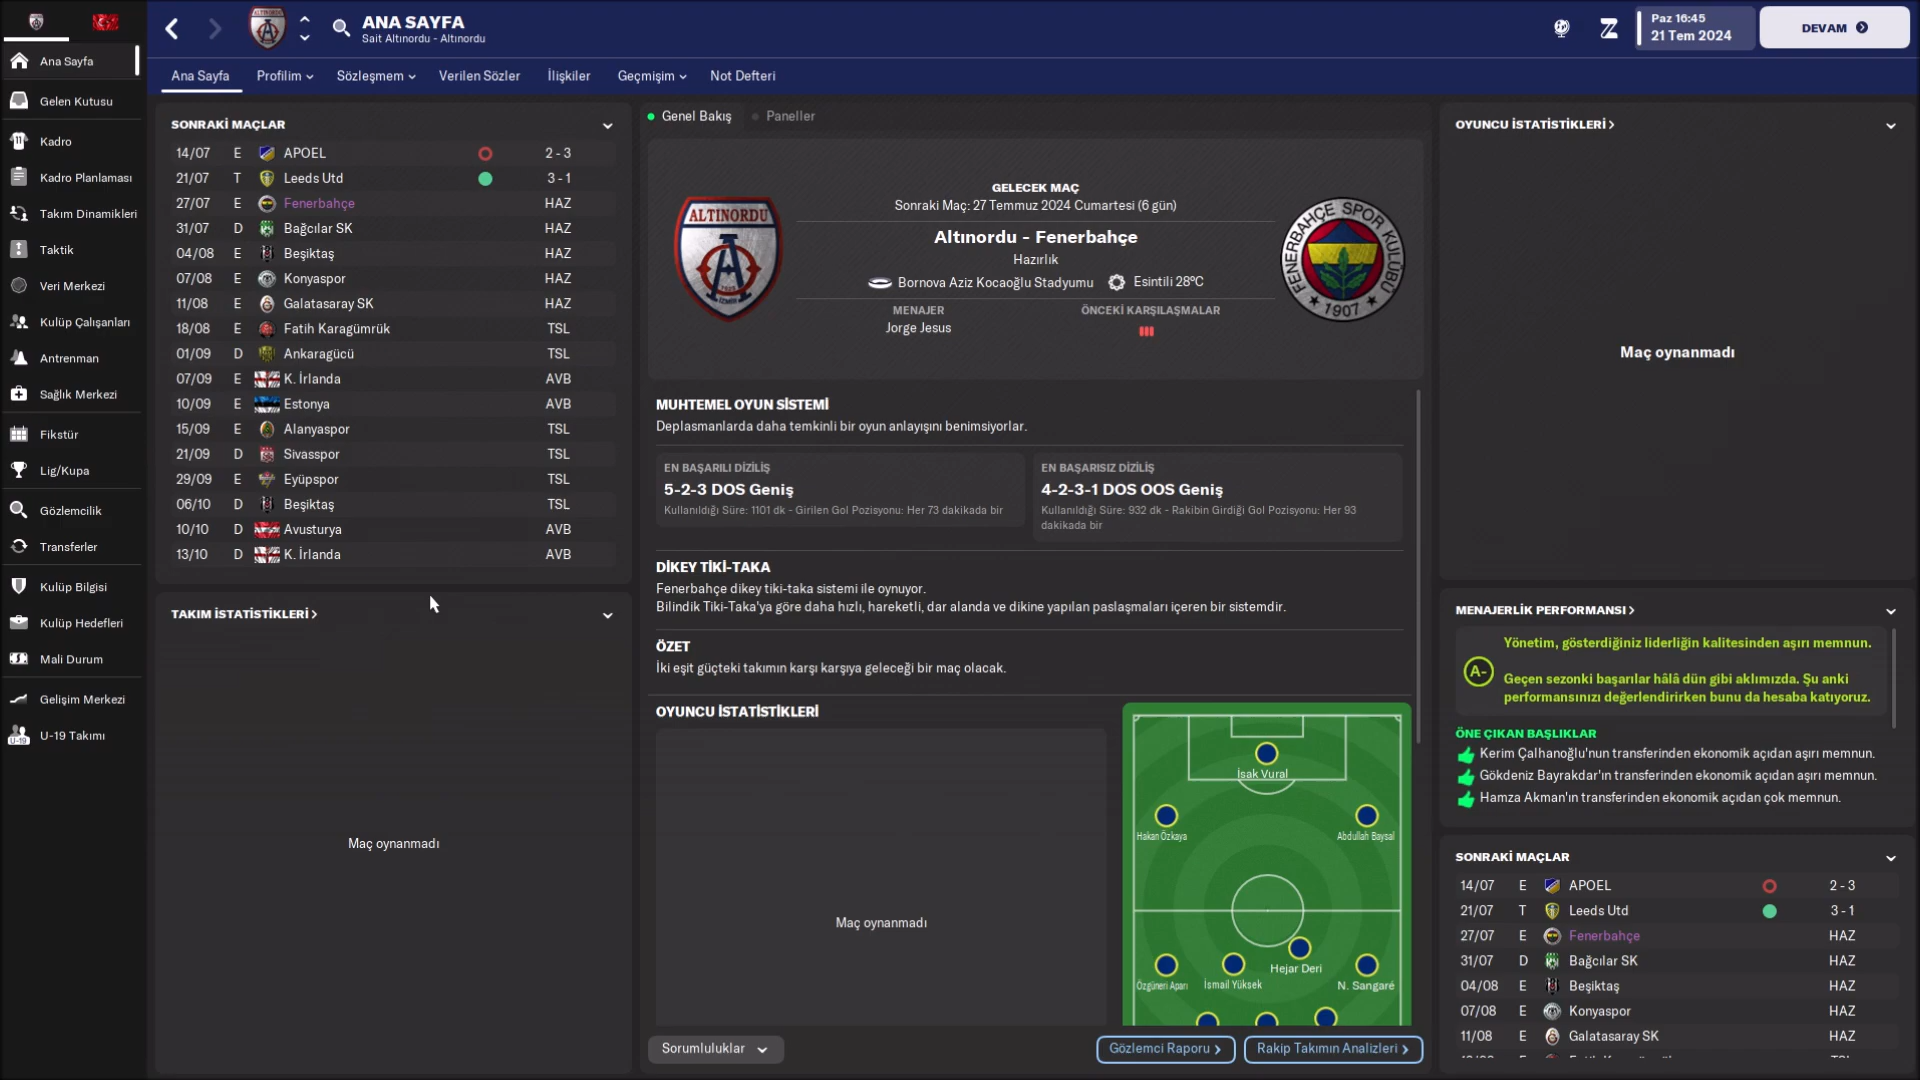 ANA SAYFA
Sait Altınordu - Altınordu
Paz 16:45
21 Tem 2024
DEVAM
Ana Sayfa
Profilim
Sözleşmem
Verilen Sözler
İlişkiler
Geçmişim
Not Defteri
Ana Sayfa
Gelen Kutusu
Kadro
Kadro Planlaması
Takım Dinamikleri
Taktik
Veri Merkezi
Kulüp Çalışanları
Antrenman
Sağlık Merkezi
Fikstür
Lig/Kupa
Gözlemcilik
Transferler
Kulüp Bilgisi
Kulüp Hedefleri
Mali Durum
Gelişim Merkezi
U-19 Takımı
SONRAKİ MAÇLAR
14/07 E APOEL 2 - 3
21/07 T Leeds Utd 3 - 1
27/07 E Fenerbahçe HAZ
31/07 D Bağcılar SK HAZ
04/08 E Beşiktaş HAZ
07/08 E Konyaspor HAZ
11/08 E Galatasaray SK HAZ
18/08 E Fatih Karagümrük TSL
01/09 D Ankaragücü TSL
07/09 E K. İrlanda AVB
10/09 E Estonya AVB
15/09 E Alanyaspor TSL
21/09 D Sivasspor TSL
29/09 E Eyüpspor TSL
06/10 D Beşiktaş TSL
10/10 D Avusturya AVB
13/10 D K. İrlanda AVB
TAKIM İSTATİSTİKLERİ
Maç oynanmadı
Genel Bakış
Paneller
ALTINORDU
FENERBAHÇE SPOR KULÜBÜ
1907
GELECEK MAÇ
Sonraki Maç: 27 Temmuz 2024 Cumartesi (6 gün)
Altınordu - Fenerbahçe
Hazırlık
Bornova Aziz Kocaoğlu Stadyumu Esintili 28°C
MENAJER
Jorge Jesus
ÖNCEKİ KARŞILAŞMALAR
MUHTEMEL OYUN SİSTEMİ
Deplasmanlarda daha temkinli bir oyun anlayışını benimsiyorlar.
EN BAŞARILI DİZİLİŞ
5-2-3 DOS Geniş
Kullanıldığı Süre: 1101 dk - Girilen Gol Pozisyonu: Her 73 dakikada bir
EN BAŞARISIZ DİZİLİŞ
4-2-3-1 DOS OOS Geniş
Kullanıldığı Süre: 932 dk - Rakibin Girdiği Gol Pozisyonu: Her 93
dakikada bir
DİKEY TİKİ-TAKA
Fenerbahçe dikey tiki-taka sistemi ile oynuyor.
Bilindik Tiki-Taka'ya göre daha hızlı, hareketli, dar alanda ve dikine yapılan paslaşmaları içeren bir sistemdir.
ÖZET
İki eşit güçteki takımın karşı karşıya geleceği bir maç olacak.
OYUNCU İSTATİSTİKLERİ
Maç oynanmadı
İsak Vural
Hakan Özkaya
Abdullah Baysal
Özgüneri Aparı
İsmail Yüksek
Hejar Deri
N. Sangaré
Sorumluluklar
Gözlemci Raporu
Rakip Takımın Analizleri
OYUNCU İSTATİSTİKLERİ
Maç oynanmadı
MENAJERLİK PERFORMANSI
A-
Yönetim, gösterdiğiniz liderliğin kalitesinden aşırı memnun.
Geçen sezonki başarılar hâlâ dün gibi aklımızda. Şu anki
performansınızı değerlendirirken bunu da hesaba katıyoruz.
ÖNE ÇIKAN BAŞLIKLAR
Kerim Çalhanoğlu'nun transferinden ekonomik açıdan aşırı memnun.
Gökdeniz Bayrakdar'ın transferinden ekonomik açıdan aşırı memnun.
Hamza Akman'ın transferinden ekonomik açıdan çok memnun.
SONRAKİ MAÇLAR
14/07 E APOEL 2 - 3
21/07 T Leeds Utd 3 - 1
27/07 E Fenerbahçe HAZ
31/07 D Bağcılar SK HAZ
04/08 E Beşiktaş HAZ
07/08 E Konyaspor HAZ
11/08 E Galatasaray SK HAZ